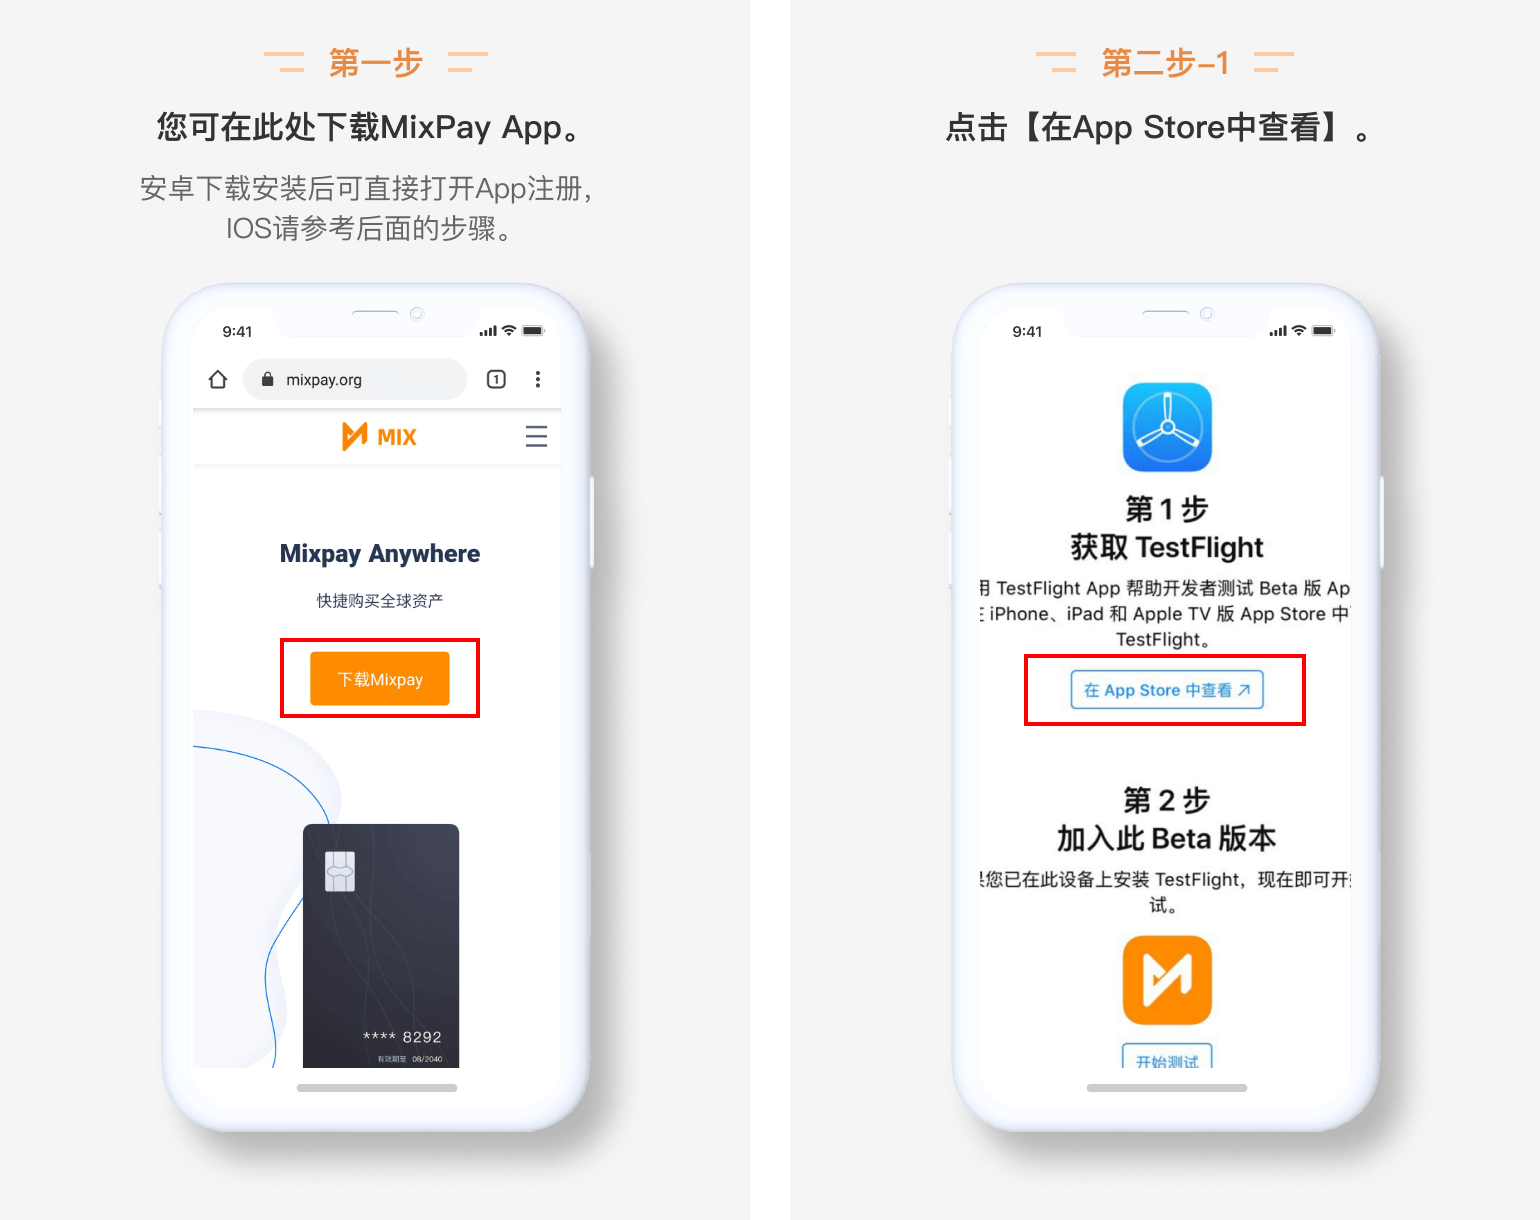 第一步
您可在此处下载MixPay App。
安卓下载安装后可直接打开App注册，
IOS请参考后面的步骤。
9:41
mixpay.org
1
MIX
Mixpay Anywhere
快捷购买全球资产
下载Mixpay
**** 8292
有效期至 08/2040
第二步-1
点击【在App Store中查看】。
9:41
第 1 步
获取 TestFlight
用 TestFlight App 帮助开发者测试 Beta 版 Ap
iPhone、iPad 和 Apple TV 版 App Store 中
TestFlight。
在 App Store 中查看
第 2 步
加入此 Beta 版本
您已在此设备上安装 TestFlight，现在即可开
试。
开始测试